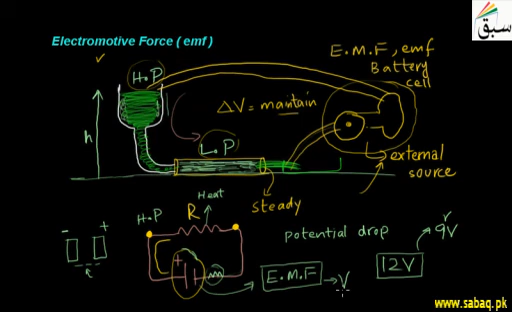 سبق
Electromotive Force ( emf )
E.M.F, emf
Battery
cell
H.P
ΔV = maintain
h
L.P
external
source
steady
Heat
H.P
R
potential drop
9V
- +
+
12V
E.M.F → V
www.sabaq.pk